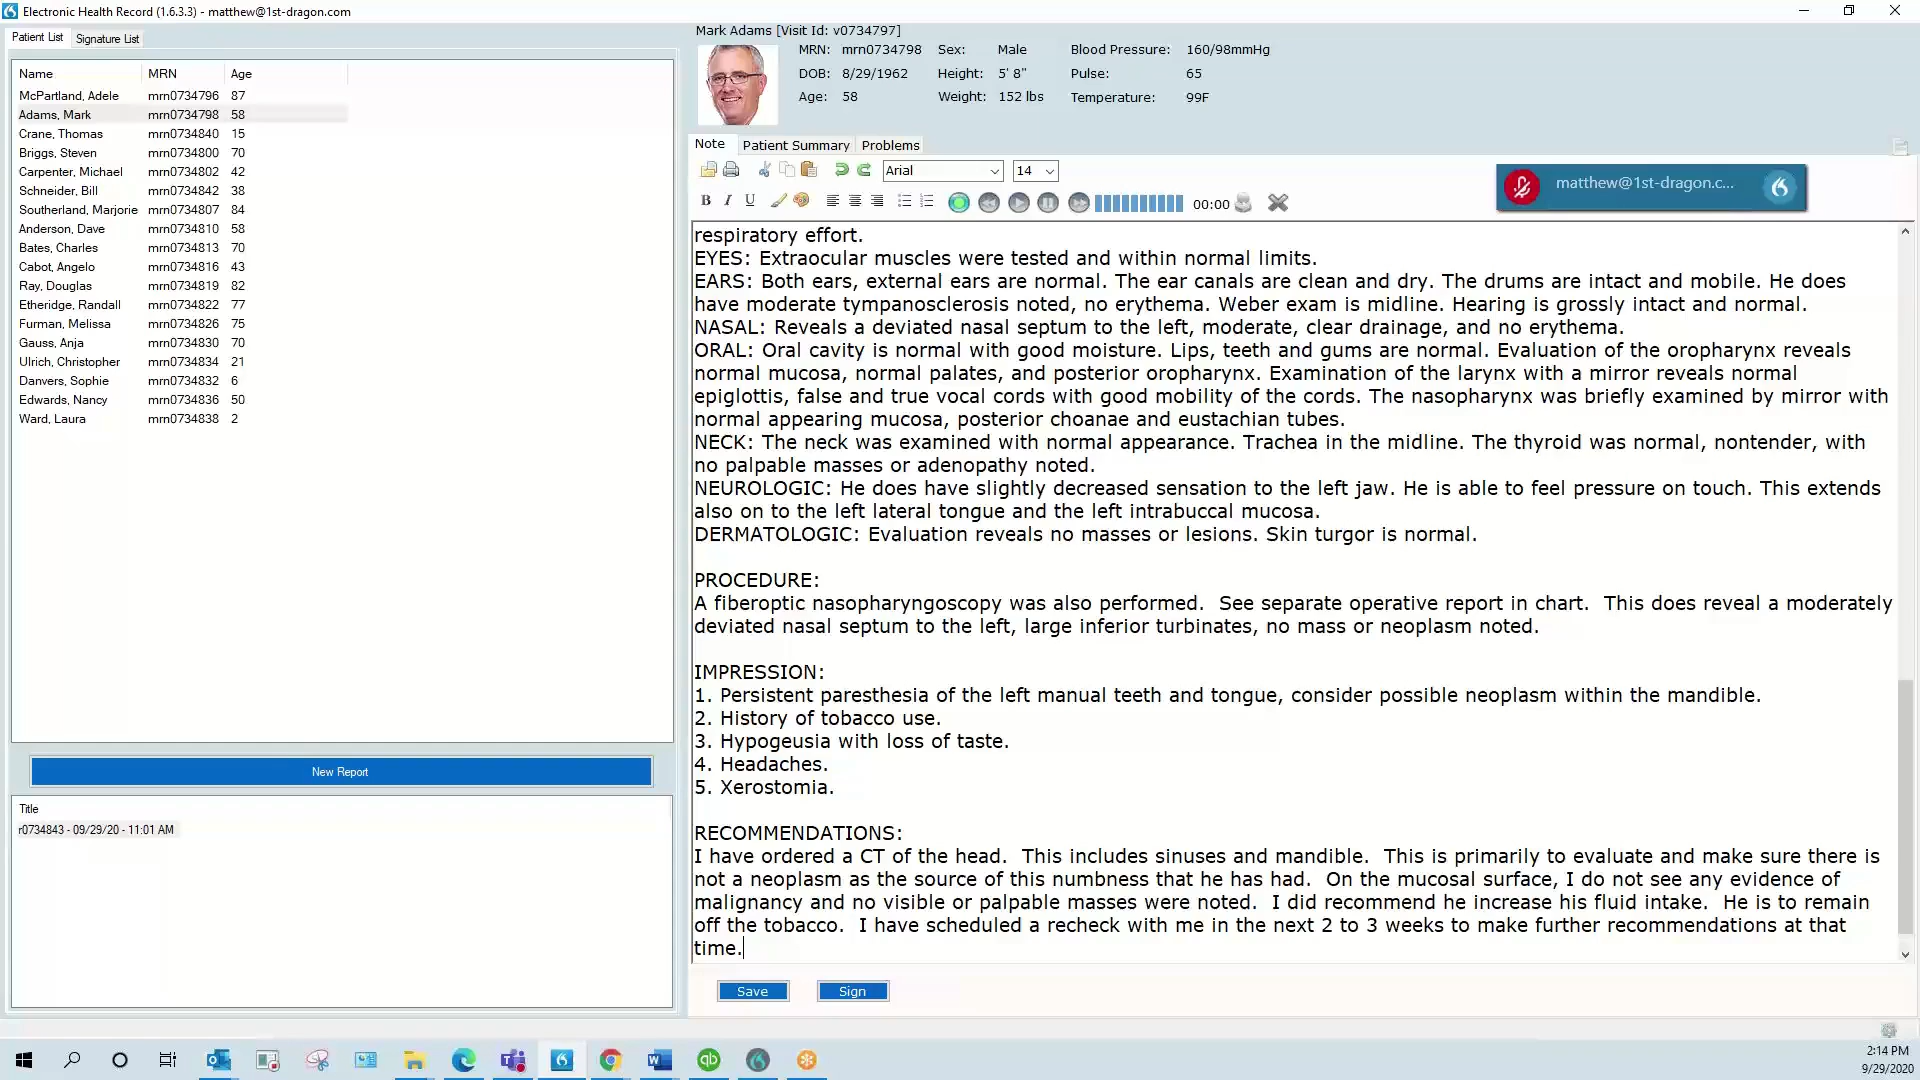 Electronic Health Record (1.6.3.3) - matthew@1st-dragon.com
Patient List Signature List
Name MRN Age
McPartland, Adele mrn0734796 87
Adams, Mark mrn0734798 58
Crane, Thomas mrn0734840 15
Briggs, Steven mrn0734800 70
Carpenter, Michael mrn0734802 42
Schneider, Bill mrn0734842 38
Southerland, Marjorie mrn0734807 84
Anderson, Dave mrn0734810 58
Bates, Charles mrn0734813 70
Cabot, Angelo mrn0734816 43
Ray, Douglas mrn0734819 82
Etheridge, Randall mrn0734822 77
Furman, Melissa mrn0734826 75
Gauss, Anja mrn0734830 70
Ulrich, Christopher mrn0734834 21
Danvers, Sophie mrn0734832 6
Edwards, Nancy mrn0734836 50
Ward, Laura mrn0734838 2
New Report
Title
r0734843 - 09/29/20 - 11:01 AM
Mark Adams [Visit Id: v0734797]
MRN: mrn0734798 Sex: Male Blood Pressure: 160/98mmHg
DOB: 8/29/1962 Height: 5' 8" Pulse: 65
Age: 58 Weight: 152 lbs Temperature: 99F
Note Patient Summary Problems
Arial 14
B I U 00:00
matthew@1st-dragon.c...
respiratory effort.
EYES: Extraocular muscles were tested and within normal limits.
EARS: Both ears, external ears are normal. The ear canals are clean and dry. The drums are intact and mobile. He does
have moderate tympanosclerosis noted, no erythema. Weber exam is midline. Hearing is grossly intact and normal.
NASAL: Reveals a deviated nasal septum to the left, moderate, clear drainage, and no erythema.
ORAL: Oral cavity is normal with good moisture. Lips, teeth and gums are normal. Evaluation of the oropharynx reveals
normal mucosa, normal palates, and posterior oropharynx. Examination of the larynx with a mirror reveals normal
epiglottis, false and true vocal cords with good mobility of the cords. The nasopharynx was briefly examined by mirror with
normal appearing mucosa, posterior choanae and eustachian tubes.
NECK: The neck was examined with normal appearance. Trachea in the midline. The thyroid was normal, nontender, with
no palpable masses or adenopathy noted.
NEUROLOGIC: He does have slightly decreased sensation to the left jaw. He is able to feel pressure on touch. This extends
also on to the left lateral tongue and the left intrabuccal mucosa.
DERMATOLOGIC: Evaluation reveals no masses or lesions. Skin turgor is normal.
PROCEDURE:
A fiberoptic nasopharyngoscopy was also performed.  See separate operative report in chart.  This does reveal a moderately
deviated nasal septum to the left, large inferior turbinates, no mass or neoplasm noted.
IMPRESSION:
1. Persistent paresthesia of the left manual teeth and tongue, consider possible neoplasm within the mandible.
2. History of tobacco use.
3. Hypogeusia with loss of taste.
4. Headaches.
5. Xerostomia.
RECOMMENDATIONS:
I have ordered a CT of the head.  This includes sinuses and mandible.  This is primarily to evaluate and make sure there is
not a neoplasm as the source of this numbness that he has had.  On the mucosal surface, I do not see any evidence of
malignancy and no visible or palpable masses were noted.  I did recommend he increase his fluid intake.  He is to remain
off the tobacco.  I have scheduled a recheck with me in the next 2 to 3 weeks to make further recommendations at that
time.
Save Sign
2:14 PM
9/29/2020